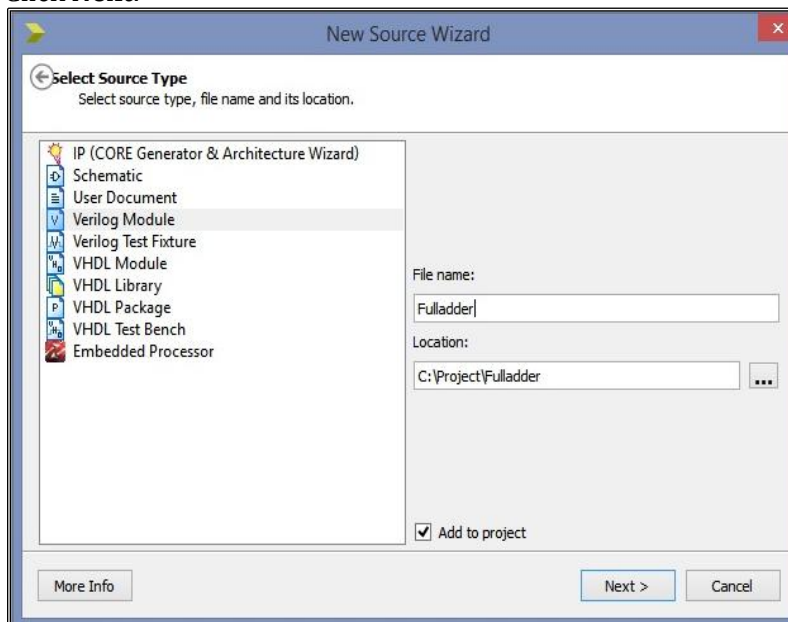 New Source Wizard
Select Source Type
Select source type, file name and its location.
IP (CORE Generator & Architecture Wizard)
Schematic
User Document
Verilog Module
Verilog Test Fixture
VHDL Module
VHDL Library
VHDL Package
VHDL Test Bench
Embedded Processor
File name:
Fulladder
Location:
C:\Project\Fulladder
...
Add to project
More Info
Next >
Cancel